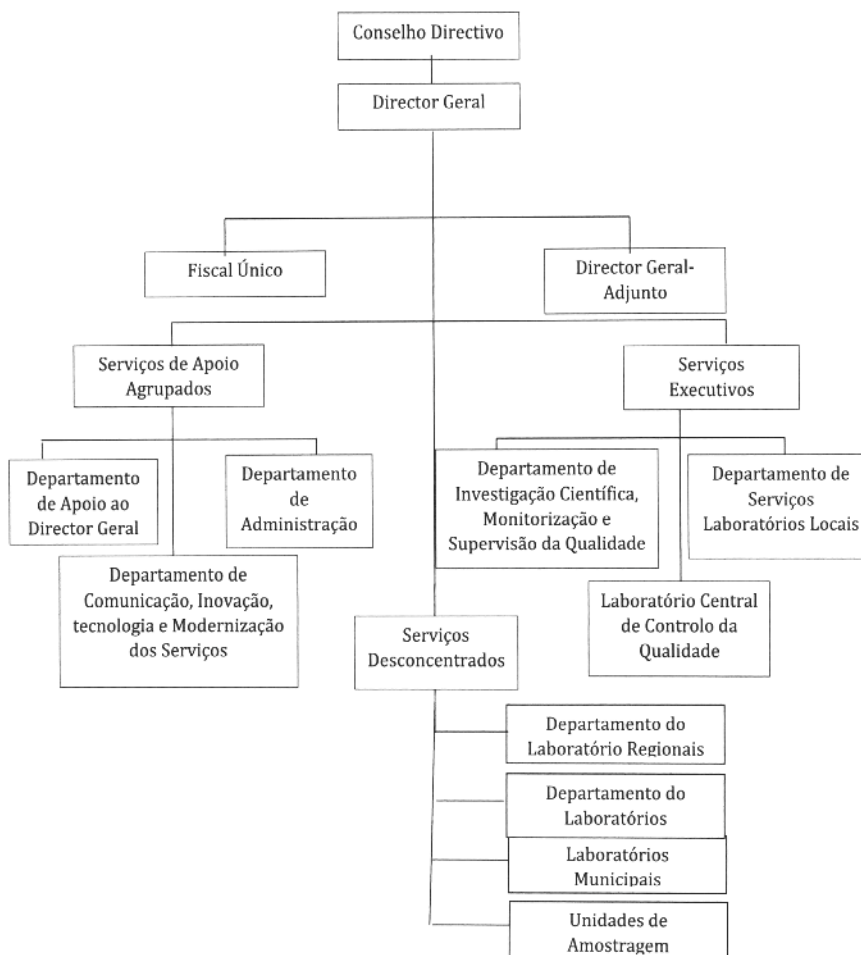 Conselho Directivo
Director Geral
Fiscal Único
Director Geral-
Adjunto
Serviços de Apoio
Agrupados
Serviços
Executivos
Departamento
de Apoio ao
Director Geral
Departamento
de
Administração
Departamento de
Investigação Científica,
Monitorização e
Supervisão da Qualidade
Departamento de
Serviços
Laboratórios Locais
Departamento de
Comunicação, Inovação,
tecnologia e Modernização
dos Serviços
Laboratório Central
de Controlo da
Qualidade
Serviços
Desconcentrados
Departamento do
Laboratório Regionais
Departamento do
Laboratórios
Laboratórios
Municipais
Unidades de
Amostragem